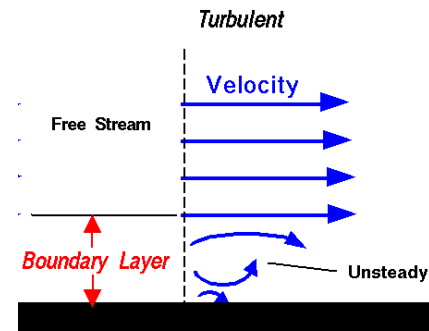 Turbulent
Velocity
Free Stream
Boundary Layer
Unsteady